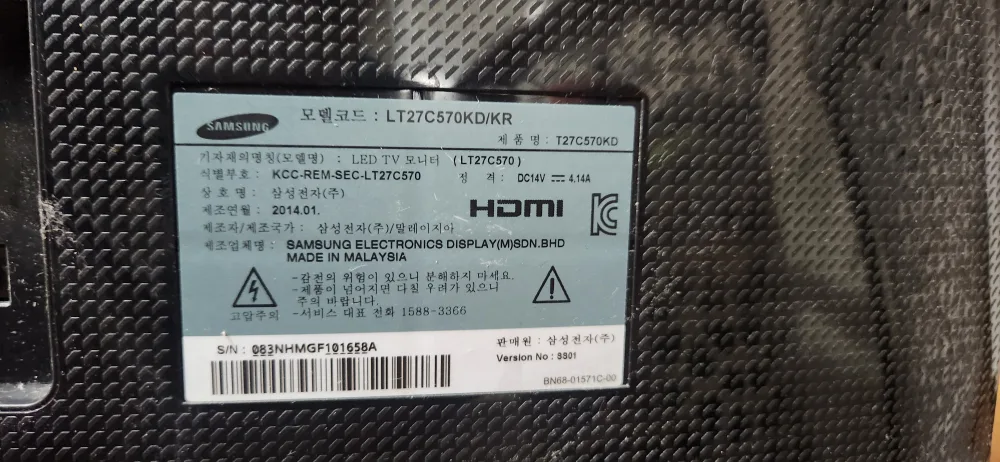 SAMSUNG 모델코드 : LT27C570KD/KR
제품명 : T27C570KD
기자재의명칭(모델명) : LED TV 모니터 (LT27C570)
식별부호 : KCC-REM-SEC-LT27C570 정 격 : DC14V ⎓ 4.14A
상 호 명 : 삼성전자(주)
제조연월 : 2014.01.
HDMI
제조자/제조국가 : 삼성전자(주)/말레이지아
제조업체명 : SAMSUNG ELECTRONICS DISPLAY(M)SDN.BHD
MADE IN MALAYSIA
-감전의 위험이 있으니 분해하지 마세요.
-제품이 넘어지면 다칠 우려가 있으니
주의 바랍니다.
고압주의 -서비스 대표 전화 1588-3366
S/N : 083NHMGF101658A
판매원 : 삼성전자(주)
Version No : SS01
BN68-01571C-00